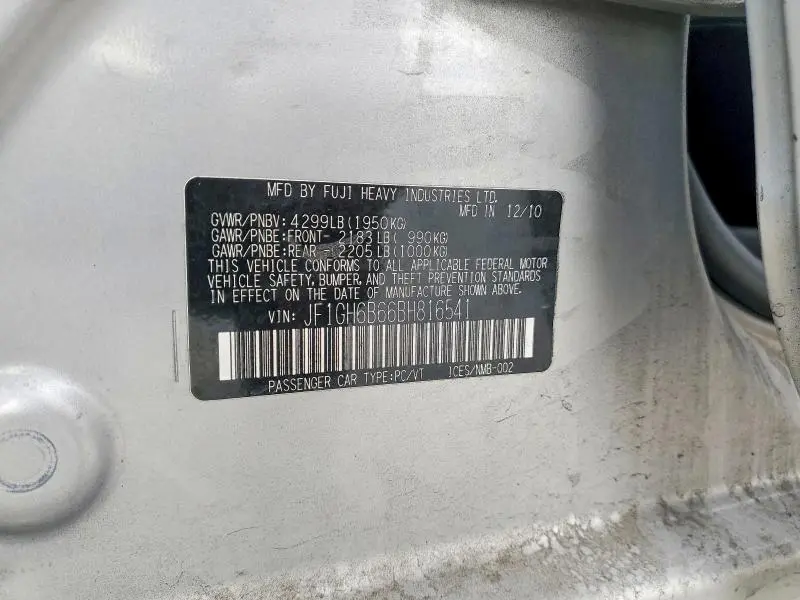 MFD BY FUJI HEAVY INDUSTRIES LTD.
MFD IN 12/10
GVWR/PNBV: 4299LB(1950KG)
GAWR/PNBE:FRONT- 2183LB( 990KG)
GAWR/PNBE:REAR -2205LB(1000KG)
THIS VEHICLE CONFORMS TO ALL APPLICABLE FEDERAL MOTOR
VEHICLE SAFETY, BUMPER, AND THEFT PREVENTION STANDARDS
IN EFFECT ON THE DATE OF MANUFACTURE SHOWN ABOVE.
VIN: JF1GH6B66BH816541
PASSENGER CAR TYPE:PC/VT ICES/NMB-002